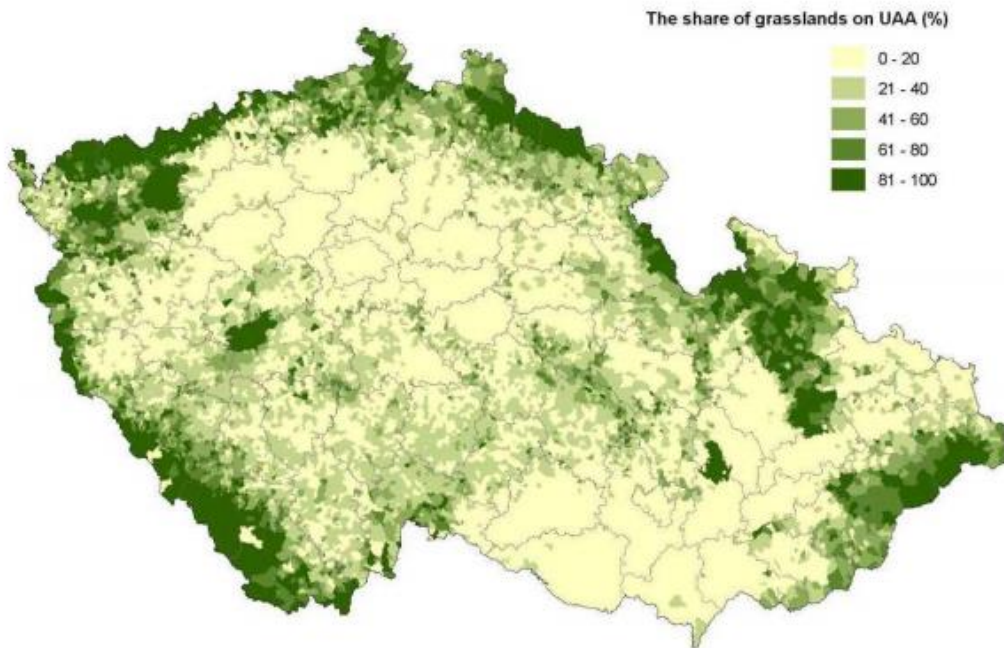 The share of grasslands on UAA (%)
0 - 20
21 - 40
41 - 60
61 - 80
81 - 100